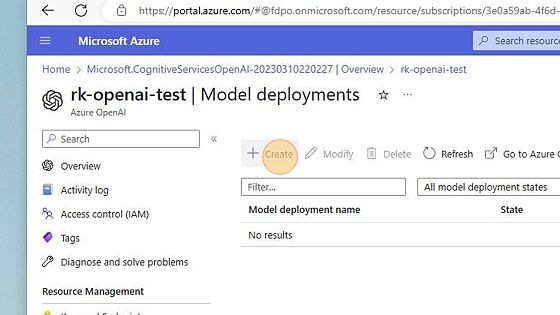 https://portal.azure.com/#@fdpo.onmicrosoft.com/resource/subscriptions/3e0a59ab-4f6d-
Microsoft Azure
Search resource
Home > Microsoft.CognitiveServicesOpenAI-20230310220227 | Overview > rk-openai-test
rk-openai-test | Model deployments ☆ ...
Azure OpenAI
Search «
+ Create Modify Delete Refresh Go to Azure
Overview
Filter... All model deployment states
Activity log
Model deployment name State
Access control (IAM)
No results
Tags
Diagnose and solve problems
Resource Management